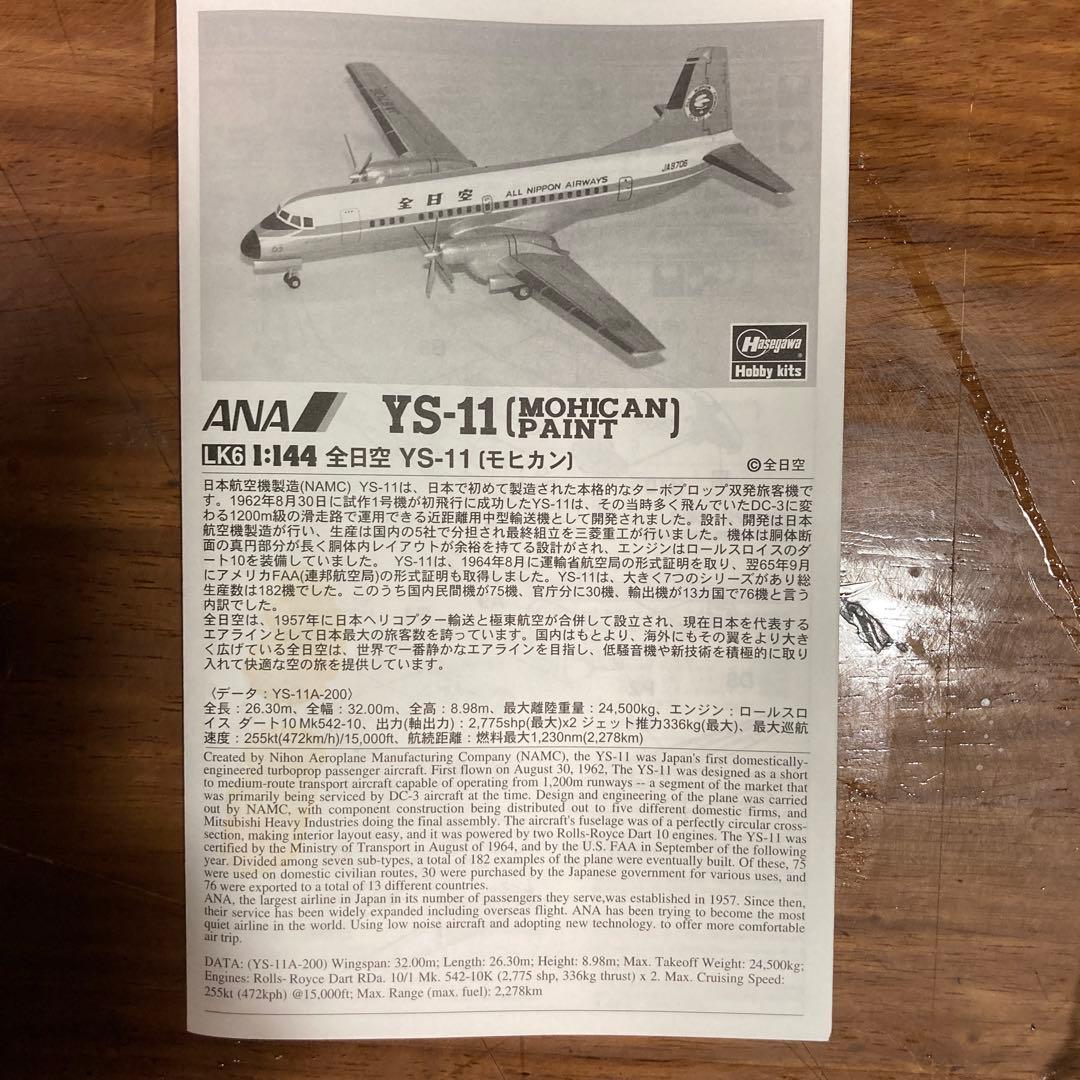 全日空 ALL NIPPON AIRWAYS
JA8706
Hasegawa
Hobby kits
ANA YS-11 (MOHICAN PAINT)
LK6 1:144 全日空 YS-11 (モヒカン) ©全日空
日本航空機製造(NAMC) YS-11は、日本で初めて製造された本格的なターボプロップ双発旅客機で
す。1962年8月30日に試作1号機が初飛行に成功したYS-11は、その当時多く飛んでいたDC-3に変
わる1200m級の滑走路で運用できる近距離用中型輸送機として開発されました。設計、開発は日本
航空機製造が行い、生産は国内の5社で分担され最終組立を三菱重工が行いました。機体は胴体断
面の真円部分が長く胴体内レイアウトが余裕を持てる設計がされ、エンジンはロールスロイスのダ
ート10を装備していました。 YS-11は、1964年8月に運輸省航空局の形式証明を取り、翌65年9月
にアメリカFAA(連邦航空局)の形式証明も取得しました。YS-11は、大きく7つのシリーズがあり総
生産数は182機でした。このうち国内民間機が75機、官庁分に30機、輸出機が13カ国で76機と言う
内訳でした。
全日空は、1957年に日本ヘリコプター輸送と極東航空が合併して設立され、現在日本を代表する
エアラインとして日本最大の旅客数を誇っています。国内はもとより、海外にもその翼をより大き
く広げている全日空は、世界で一番静かなエアラインを目指し、低騒音機や新技術を積極的に取り
入れて快適な空の旅を提供しています。
〈データ：YS-11A-200〉
全長：26.30m、全幅：32.00m、全高：8.98m、最大離陸重量：24,500kg、エンジン：ロールスロ
イス ダート10 Mk542-10、出力(軸出力)：2,775shp(最大)x2 ジェット推力336kg(最大)、最大巡航
速度：255kt(472km/h)/15,000ft、航続距離：燃料最大1,230nm(2,278km)
Created by Nihon Aeroplane Manufacturing Company (NAMC), the YS-11 was Japan's first domestically-
engineered turboprop passenger aircraft. First flown on August 30, 1962, The YS-11 was designed as a short
to medium-route transport aircraft capable of operating from 1,200m runways -- a segment of the market that
was primarily being serviced by DC-3 aircraft at the time. Design and engineering of the plane was carried
out by NAMC, with component construction being distributed out to five different domestic firms, and
Mitsubishi Heavy Industries doing the final assembly. The aircraft's fuselage was of a perfectly circular cross-
section, making interior layout easy, and it was powered by two Rolls-Royce Dart 10 engines. The YS-11 was
certified by the Ministry of Transport in August of 1964, and by the U.S. FAA in September of the following
year. Divided among seven sub-types, a total of 182 examples of the plane were eventually built. Of these, 75
were used on domestic civilian routes, 30 were purchased by the Japanese government for various uses, and
76 were exported to a total of 13 different countries.
ANA, the largest airline in Japan in its number of passengers they serve,was established in 1957. Since then,
their service has been widely expanded including overseas flight. ANA has been trying to become the most
quiet airline in the world. Using low noise aircraft and adopting new technology. to offer more comfortable
air trip.
DATA: (YS-11A-200) Wingspan: 32.00m; Length: 26.30m; Height: 8.98m; Max. Takeoff Weight: 24,500kg;
Engines: Rolls- Royce Dart RDa. 10/1 Mk. 542-10K (2,775 shp, 336kg thrust) x 2. Max. Cruising Speed:
255kt (472kph) @15,000ft; Max. Range (max. fuel): 2,278km